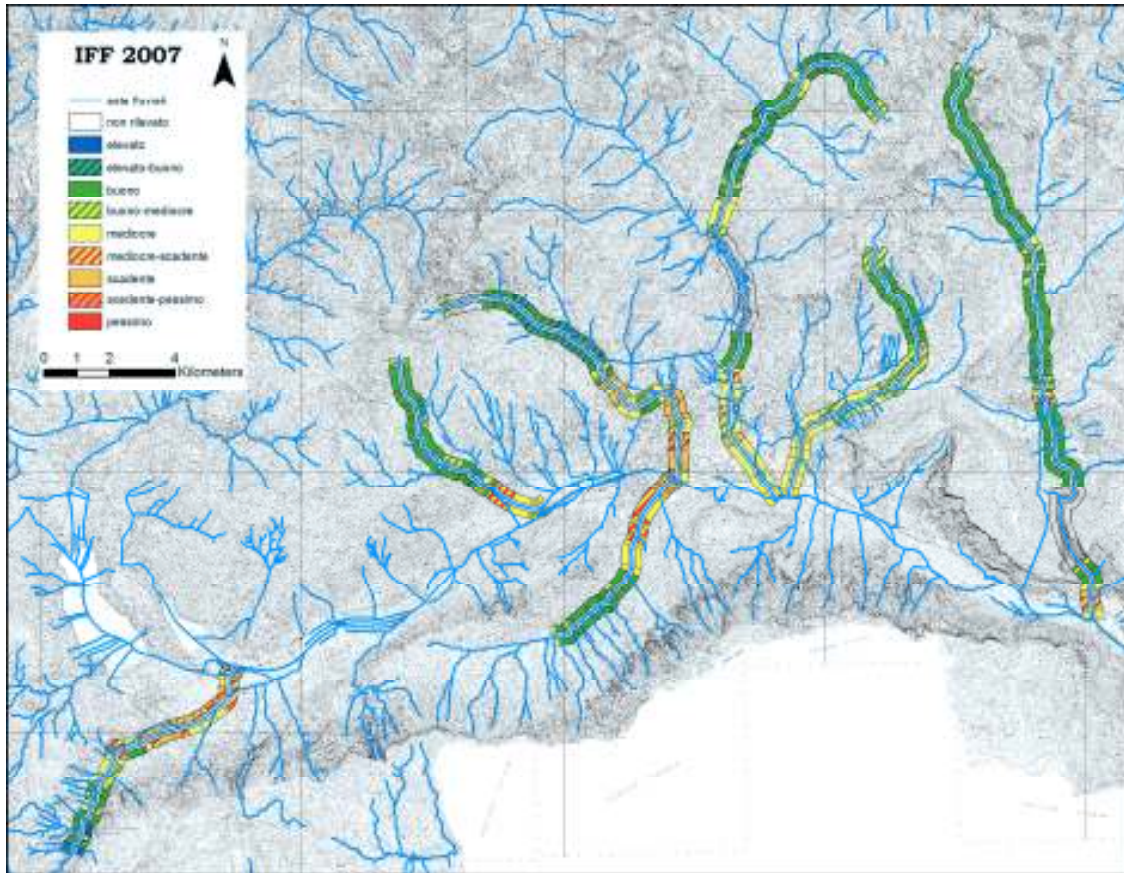 IFF 2007
N
aste fluviali
non rilevato
elevato
elevato-buono
buono
buono-mediocre
mediocre
mediocre-scadente
scadente
scadente-pessimo
pessimo
0 1 2 4
Kilometers